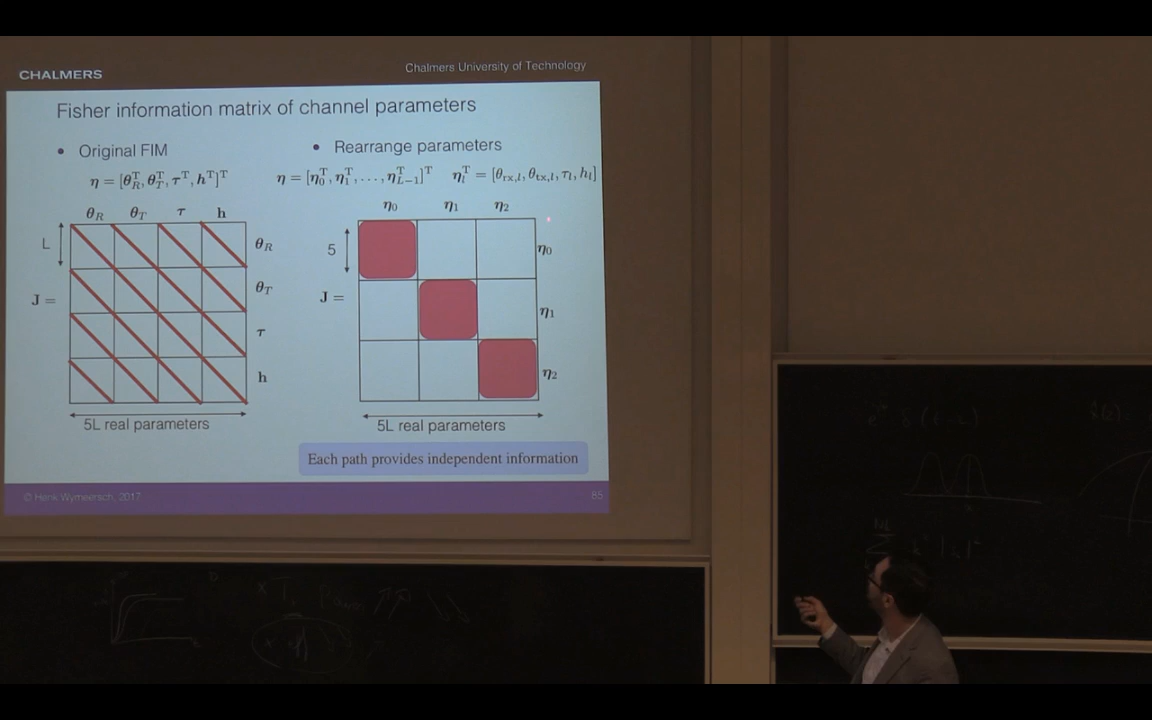 CHALMERS
Chalmers University of Technology
Fisher information matrix of channel parameters
• Original FIM
• Rearrange parameters
η = [θ_R^T, θ_T^T, τ^T, h^T]^T
η = [η_0^T, η_1^T, . . . , η_{L−1}^T]^T η_l^T = [θ_{rx,l}, θ_{tx,l}, τ_l, h_l]
θ_R θ_T τ h
η_0 η_1 η_2
L
θ_R
5
η_0
θ_T
J =
J =
η_1
τ
h
η_2
5L real parameters
5L real parameters
Each path provides independent information
© Henk Wymeersch, 2017
85